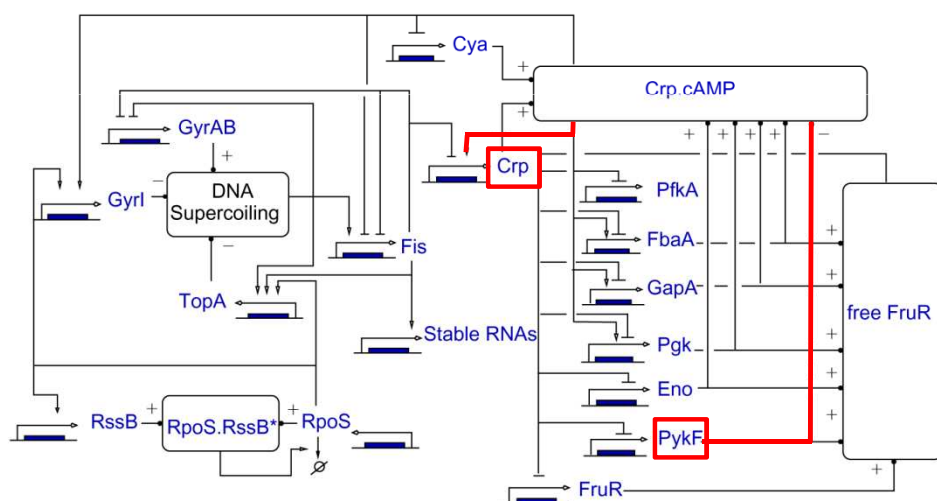 Cya
Crp.cAMP
GyrAB
Crp
PfkA
DNA
Supercoiling
GyrI
Fis
FbaA
GapA
free FruR
TopA
Stable RNAs
Pgk
Eno
RssB
RpoS.RssB*
RpoS
PykF
FruR
+
+
+
+
+
+
−
+
−
−
+
+
+
+
+
+
+
+